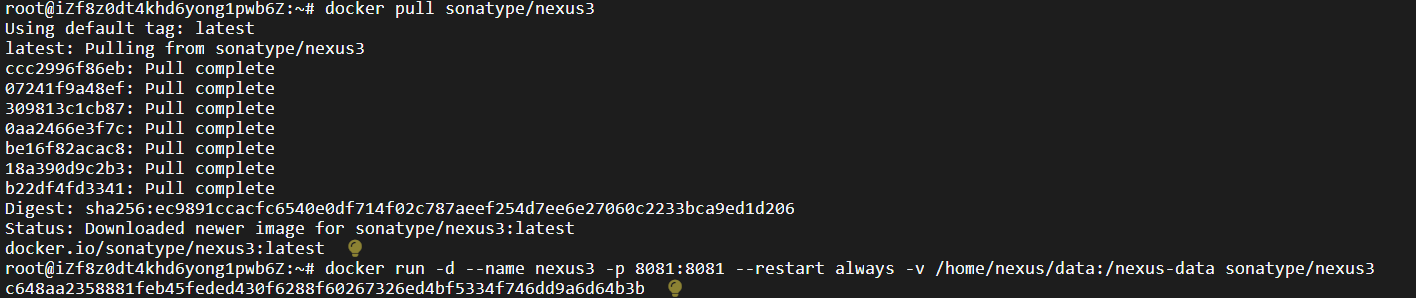 root@iZf8z0dt4khd6yong1pwb6Z:~# docker pull sonatype/nexus3
Using default tag: latest
latest: Pulling from sonatype/nexus3
ccc2996f86eb: Pull complete
07241f9a48ef: Pull complete
309813c1cb87: Pull complete
0aa2466e3f7c: Pull complete
be16f82acac8: Pull complete
18a390d9c2b3: Pull complete
b22df4fd3341: Pull complete
Digest: sha256:ec9891ccacfc6540e0df714f02c787aeef254d7ee6e27060c2233bca9ed1d206
Status: Downloaded newer image for sonatype/nexus3:latest
docker.io/sonatype/nexus3:latest
root@iZf8z0dt4khd6yong1pwb6Z:~# docker run -d --name nexus3 -p 8081:8081 --restart always -v /home/nexus/data:/nexus-data sonatype/nexus3
c648aa2358881feb45feded430f6288f60267326ed4bf5334f746dd9a6d64b3b